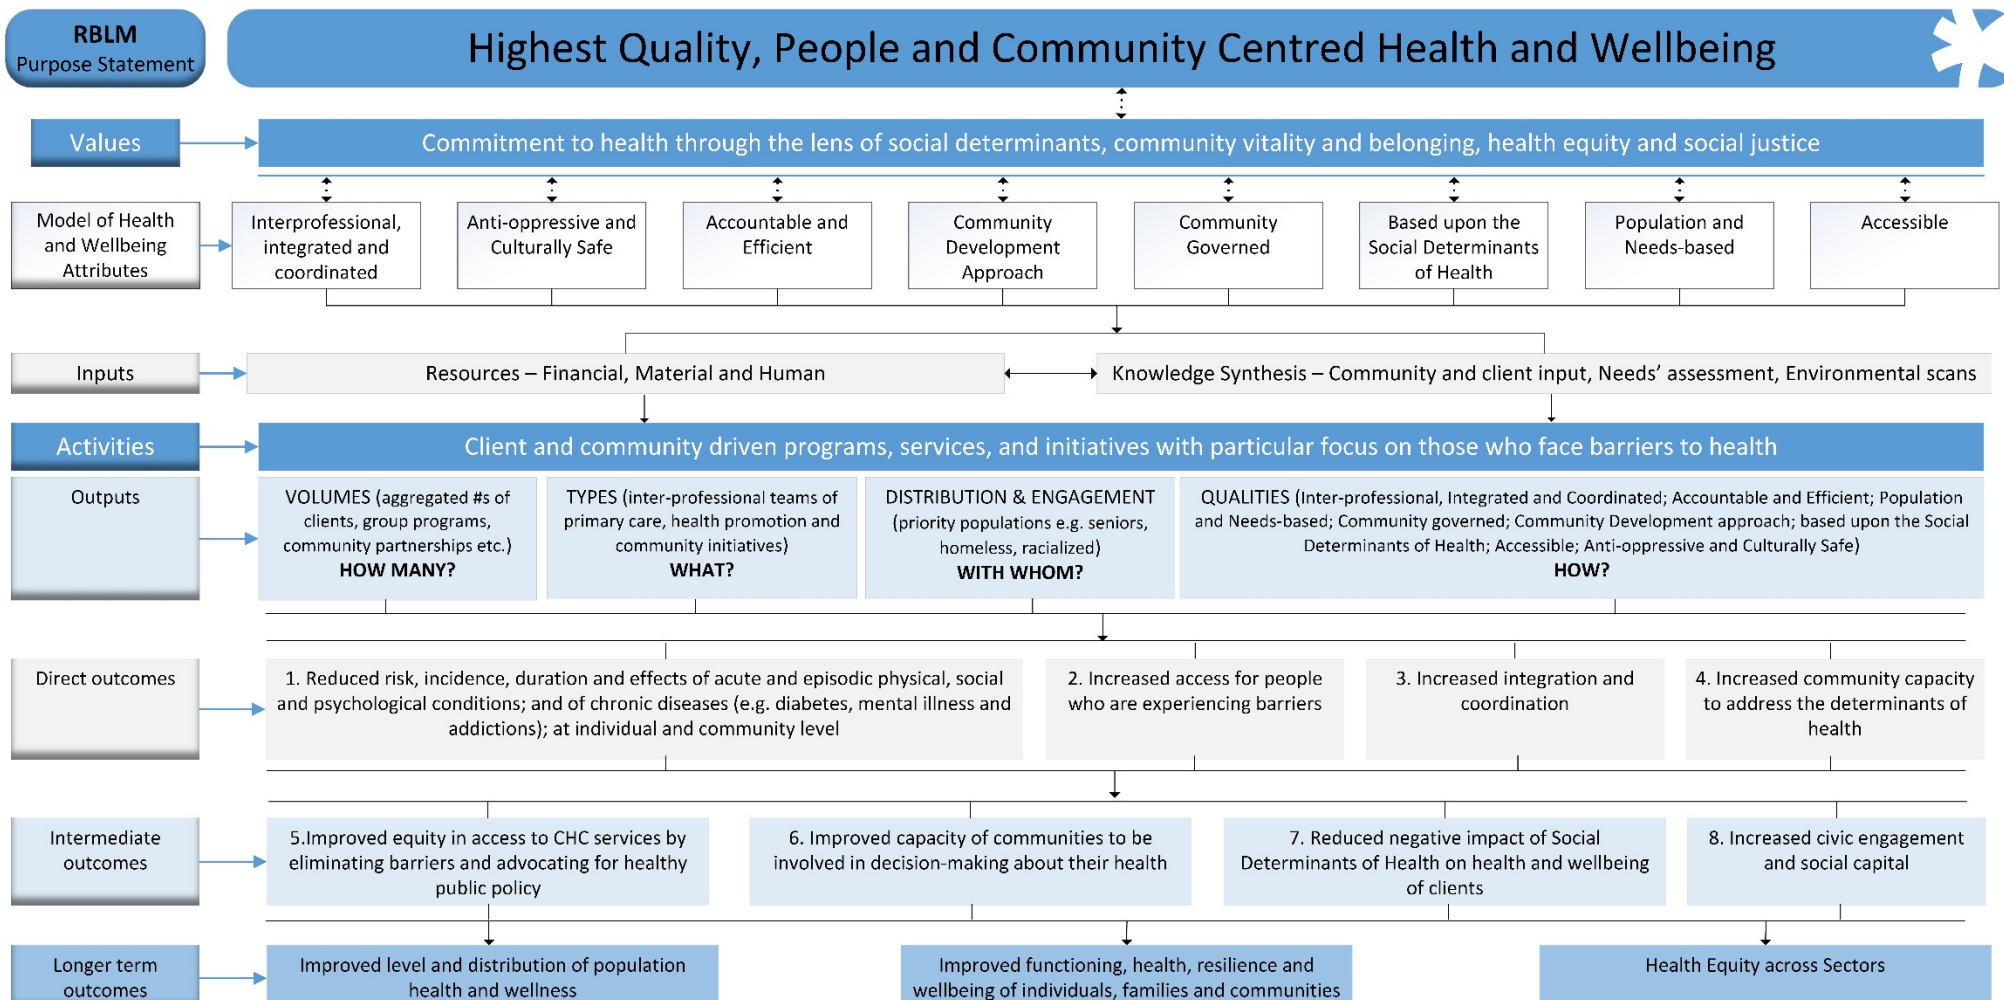 RBLM
Purpose Statement
Highest Quality, People and Community Centred Health and Wellbeing
Values
Commitment to health through the lens of social determinants, community vitality and belonging, health equity and social justice
Model of Health
and Wellbeing
Attributes
Interprofessional,
integrated and
coordinated
Anti-oppressive and
Culturally Safe
Accountable and
Efficient
Community
Development
Approach
Community
Governed
Based upon the
Social Determinants
of Health
Population and
Needs-based
Accessible
Inputs
Resources – Financial, Material and Human
Knowledge Synthesis – Community and client input, Needs’ assessment, Environmental scans
Activities
Client and community driven programs, services, and initiatives with particular focus on those who face barriers to health
Outputs
VOLUMES (aggregated #s of
clients, group programs,
community partnerships etc.)
HOW MANY?
TYPES (inter-professional teams of
primary care, health promotion and
community initiatives)
WHAT?
DISTRIBUTION & ENGAGEMENT
(priority populations e.g. seniors,
homeless, racialized)
WITH WHOM?
QUALITIES (Inter-professional, Integrated and Coordinated; Accountable and Efficient; Population
and Needs-based; Community governed; Community Development approach; based upon the Social
Determinants of Health; Accessible; Anti-oppressive and Culturally Safe)
HOW?
Direct outcomes
1. Reduced risk, incidence, duration and effects of acute and episodic physical, social
and psychological conditions; and of chronic diseases (e.g. diabetes, mental illness and
addictions); at individual and community level
2. Increased access for people
who are experiencing barriers
3. Increased integration and
coordination
4. Increased community capacity
to address the determinants of
health
Intermediate
outcomes
5.Improved equity in access to CHC services by
eliminating barriers and advocating for healthy
public policy
6. Improved capacity of communities to be
involved in decision-making about their health
7. Reduced negative impact of Social
Determinants of Health on health and wellbeing
of clients
8. Increased civic engagement
and social capital
Longer term
outcomes
Improved level and distribution of population
health and wellness
Improved functioning, health, resilience and
wellbeing of individuals, families and communities
Health Equity across Sectors